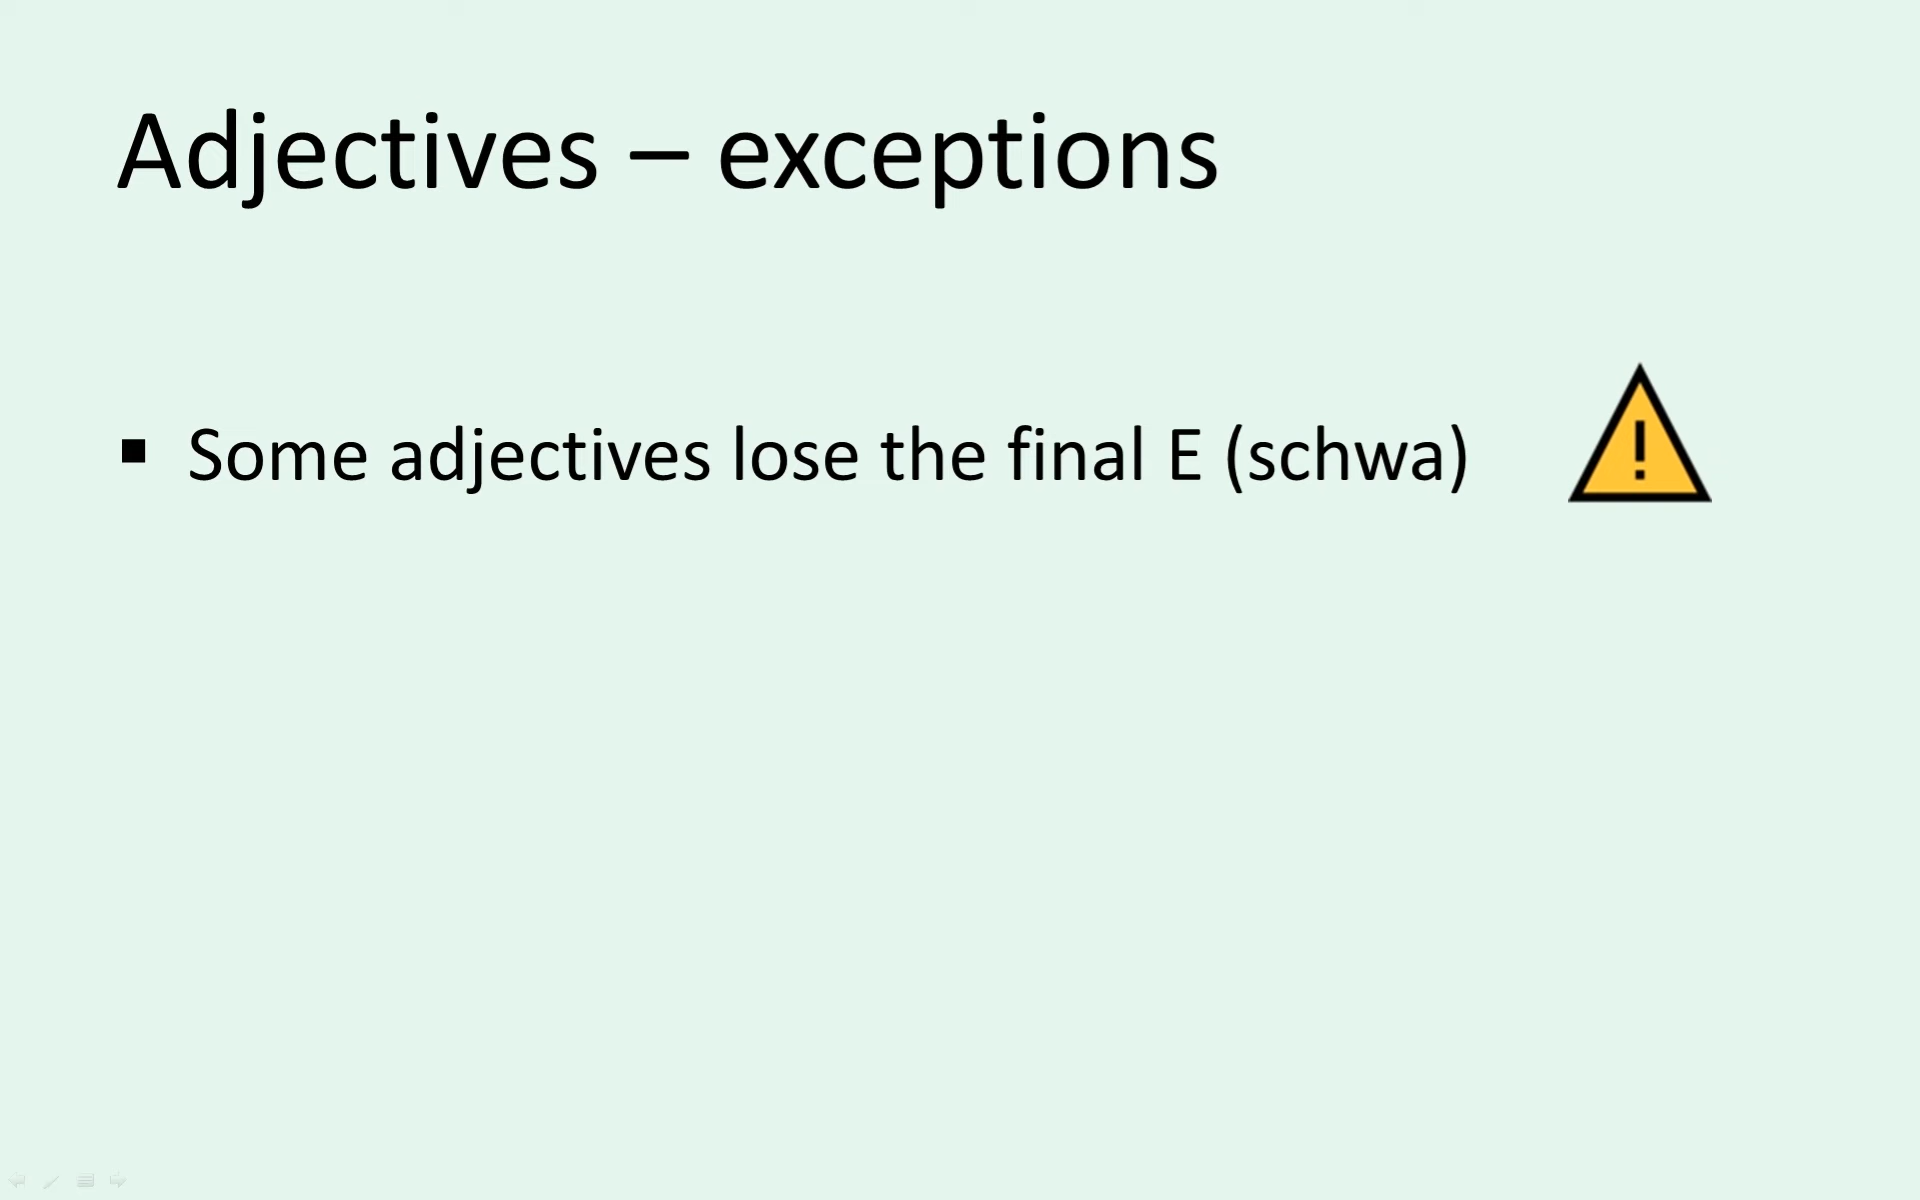 Adjectives – exceptions
▪ Some adjectives lose the final E (schwa)
!